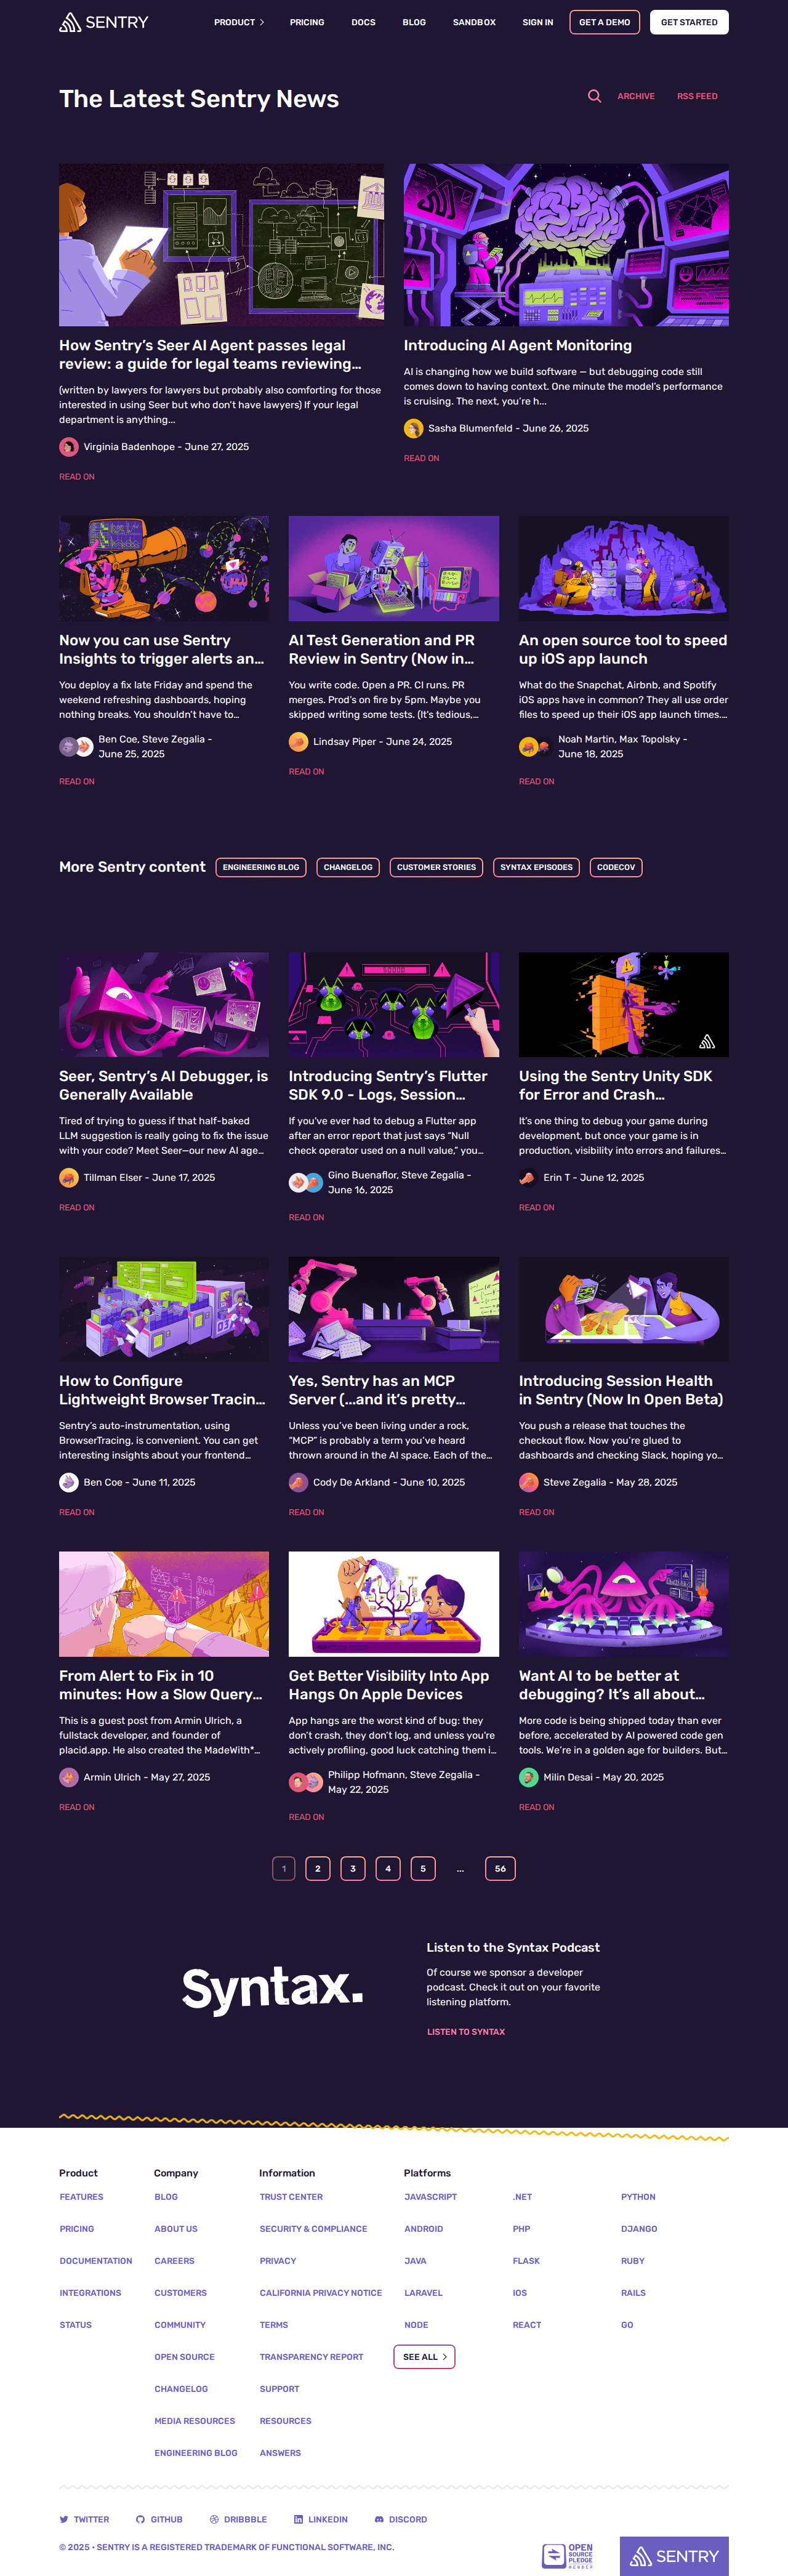 SENTRY
PRODUCT
PRICING
DOCS
BLOG
SANDBOX
SIGN IN
GET A DEMO
GET STARTED
The Latest Sentry News
ARCHIVE
RSS FEED
How Sentry’s Seer AI Agent passes legal
review: a guide for legal teams reviewing...
(written by lawyers for lawyers but probably also comforting for those
interested in using Seer but who don’t have lawyers) If your legal
department is anything...
Virginia Badenhope - June 27, 2025
READ ON
Introducing AI Agent Monitoring
AI is changing how we build software — but debugging code still
comes down to having context. One minute the model’s performance
is cruising. The next, you’re h...
Sasha Blumenfeld - June 26, 2025
READ ON
Now you can use Sentry
Insights to trigger alerts an...
You deploy a fix late Friday and spend the
weekend refreshing dashboards, hoping
nothing breaks. You shouldn’t have to...
Ben Coe, Steve Zegalia -
June 25, 2025
READ ON
AI Test Generation and PR
Review in Sentry (Now in...
You write code. Open a PR. CI runs. PR
merges. Prod’s on fire by 5pm. Maybe you
skipped writing some tests. (It's tedious,...
Lindsay Piper - June 24, 2025
READ ON
An open source tool to speed
up iOS app launch
What do the Snapchat, Airbnb, and Spotify
iOS apps have in common? They all use order
files to speed up their iOS app launch times....
Noah Martin, Max Topolsky -
June 18, 2025
READ ON
More Sentry content
ENGINEERING BLOG
CHANGELOG
CUSTOMER STORIES
SYNTAX EPISODES
CODECOV
Seer, Sentry’s AI Debugger, is
Generally Available
Tired of trying to guess if that half-baked
LLM suggestion is really going to fix the issue
with your code? Meet Seer—our new AI age...
Tillman Elser - June 17, 2025
READ ON
Introducing Sentry’s Flutter
SDK 9.0 - Logs, Session...
If you’ve ever had to debug a Flutter app
after an error report that just says “Null
check operator used on a null value,” you...
Gino Buenaflor, Steve Zegalia -
June 16, 2025
READ ON
Using the Sentry Unity SDK
for Error and Crash...
It’s one thing to debug your game during
development, but once your game is in
production, visibility into errors and failures...
Erin T - June 12, 2025
READ ON
How to Configure
Lightweight Browser Tracin...
Sentry’s auto-instrumentation, using
BrowserTracing, is convenient. You can get
interesting insights about your frontend...
Ben Coe - June 11, 2025
READ ON
Yes, Sentry has an MCP
Server (...and it’s pretty...
Unless you’ve been living under a rock,
“MCP” is probably a term you’ve heard
thrown around in the AI space. Each of the...
Cody De Arkland - June 10, 2025
READ ON
Introducing Session Health
in Sentry (Now In Open Beta)
You push a release that touches the
checkout flow. Now you’re glued to
dashboards and checking Slack, hoping yo...
Steve Zegalia - May 28, 2025
READ ON
From Alert to Fix in 10
minutes: How a Slow Query...
This is a guest post from Armin Ulrich, a
fullstack developer, and founder of
placid.app. He also created the MadeWith*...
Armin Ulrich - May 27, 2025
READ ON
Get Better Visibility Into App
Hangs On Apple Devices
App hangs are the worst kind of bug: they
don’t crash, they don’t log, and unless you're
actively profiling, good luck catching them i...
Philipp Hofmann, Steve Zegalia -
May 22, 2025
READ ON
Want AI to be better at
debugging? It’s all about...
More code is being shipped today than ever
before, accelerated by AI powered code gen
tools. We’re in a golden age for builders. But...
Milin Desai - May 20, 2025
READ ON
1
2
3
4
5
...
56
Syntax.
Listen to the Syntax Podcast
Of course we sponsor a developer
podcast. Check it out on your favorite
listening platform.
LISTEN TO SYNTAX
Product
FEATURES
PRICING
DOCUMENTATION
INTEGRATIONS
STATUS
Company
BLOG
ABOUT US
CAREERS
CUSTOMERS
COMMUNITY
OPEN SOURCE
CHANGELOG
MEDIA RESOURCES
ENGINEERING BLOG
Information
TRUST CENTER
SECURITY & COMPLIANCE
PRIVACY
CALIFORNIA PRIVACY NOTICE
TERMS
TRANSPARENCY REPORT
SUPPORT
RESOURCES
ANSWERS
Platforms
JAVASCRIPT
ANDROID
JAVA
LARAVEL
NODE
.NET
PHP
FLASK
IOS
REACT
PYTHON
DJANGO
RUBY
RAILS
GO
SEE ALL
TWITTER
GITHUB
DRIBBBLE
LINKEDIN
DISCORD
© 2025 • SENTRY IS A REGISTERED TRADEMARK OF FUNCTIONAL SOFTWARE, INC.
OPEN
SOURCE
PLEDGE
MEMBER
SENTRY